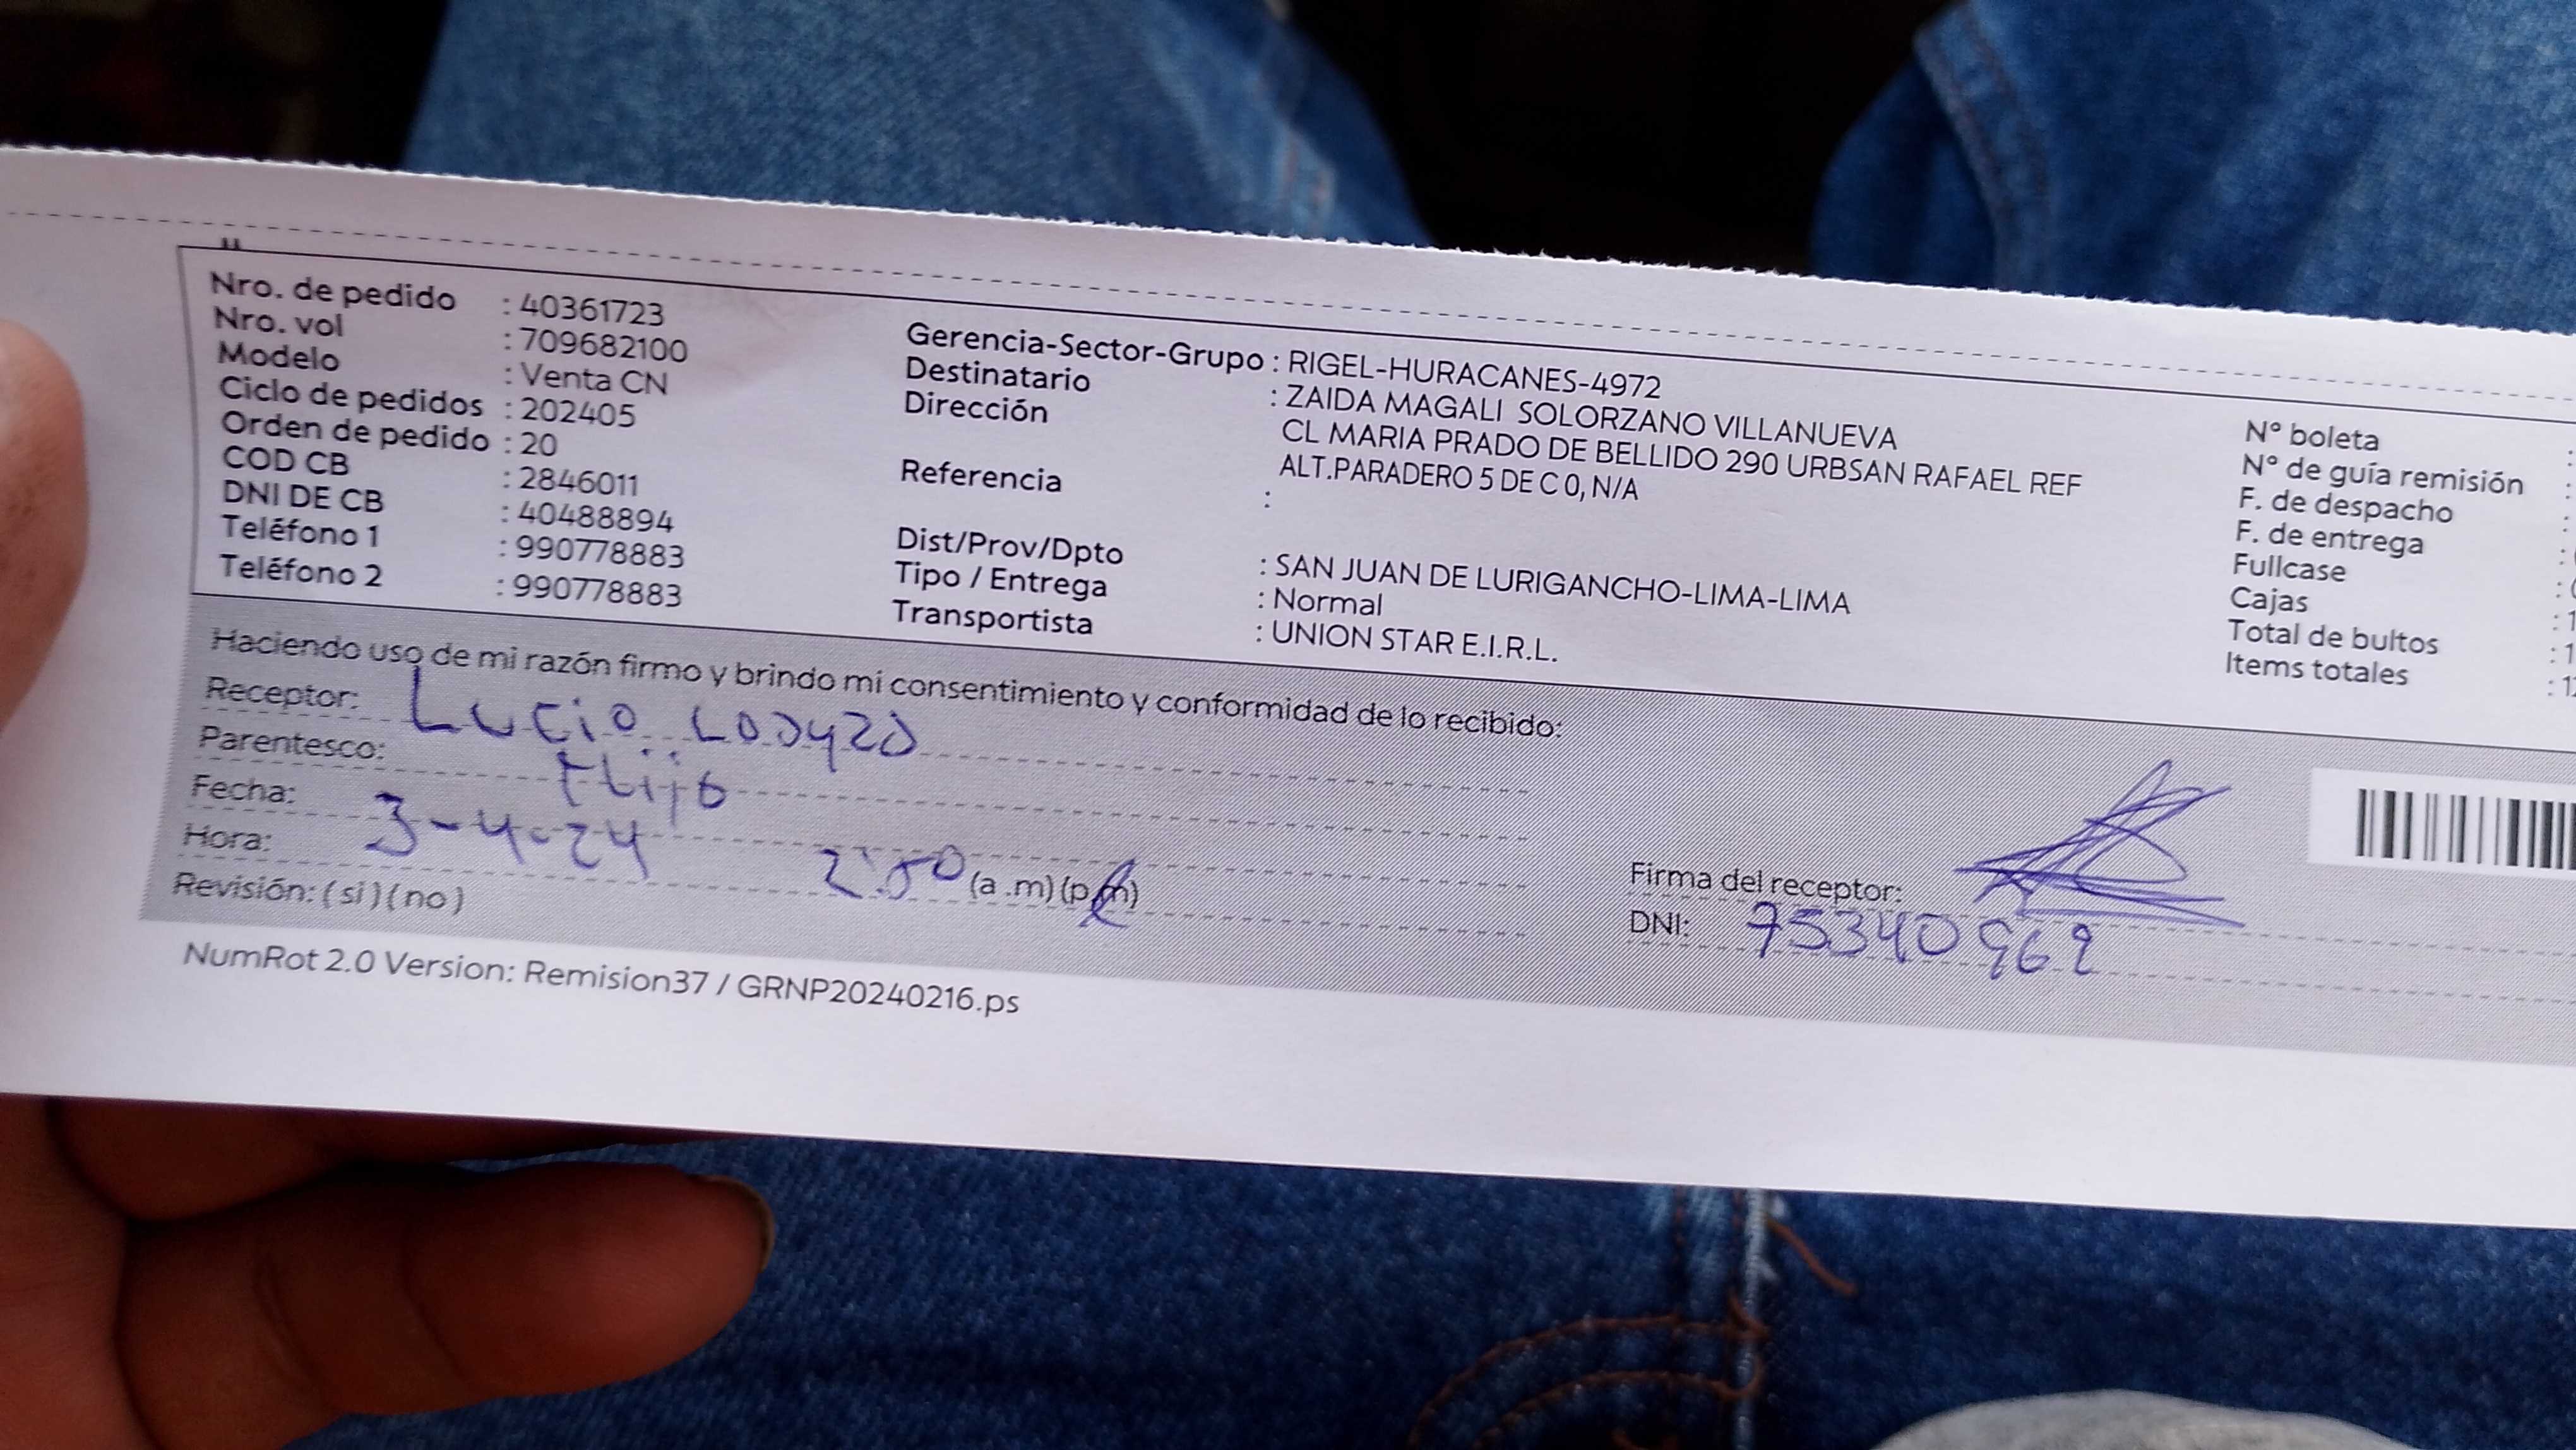 Nro. de pedido : 40361723
Nro. vol : 709682100
Modelo : Venta CN
Ciclo de pedidos : 202405
Orden de pedido : 20
COD CB : 2846011
DNI DE CB : 40488894
Teléfono 1 : 990778883
Teléfono 2 : 990778883
Gerencia-Sector-Grupo : RIGEL-HURACANES-4972
Destinatario : ZAIDA MAGALI SOLORZANO VILLANUEVA
Dirección CL MARIA PRADO DE BELLIDO 290 URBSAN RAFAEL REF
ALT.PARADERO 5 DE C 0, N/A
Referencia :
Dist/Prov/Dpto : SAN JUAN DE LURIGANCHO-LIMA-LIMA
Tipo / Entrega : Normal
Transportista : UNION STAR E.I.R.L.
N° boleta :
N° de guía remisión :
F. de despacho :
F. de entrega :
Fullcase :
Cajas :
Total de bultos :
Items totales :
Haciendo uso de mi razón firmo y brindo mi consentimiento y conformidad de lo recibido:
Receptor: Lucio
Parentesco: Hijo
Fecha: 3-4-24
Hora: 2:50 (a .m) (p.m)
Revisión: ( si ) ( no )
Firma del receptor:
DNI: 75340969
NumRot 2.0 Version: Remision37 / GRNP20240216.ps